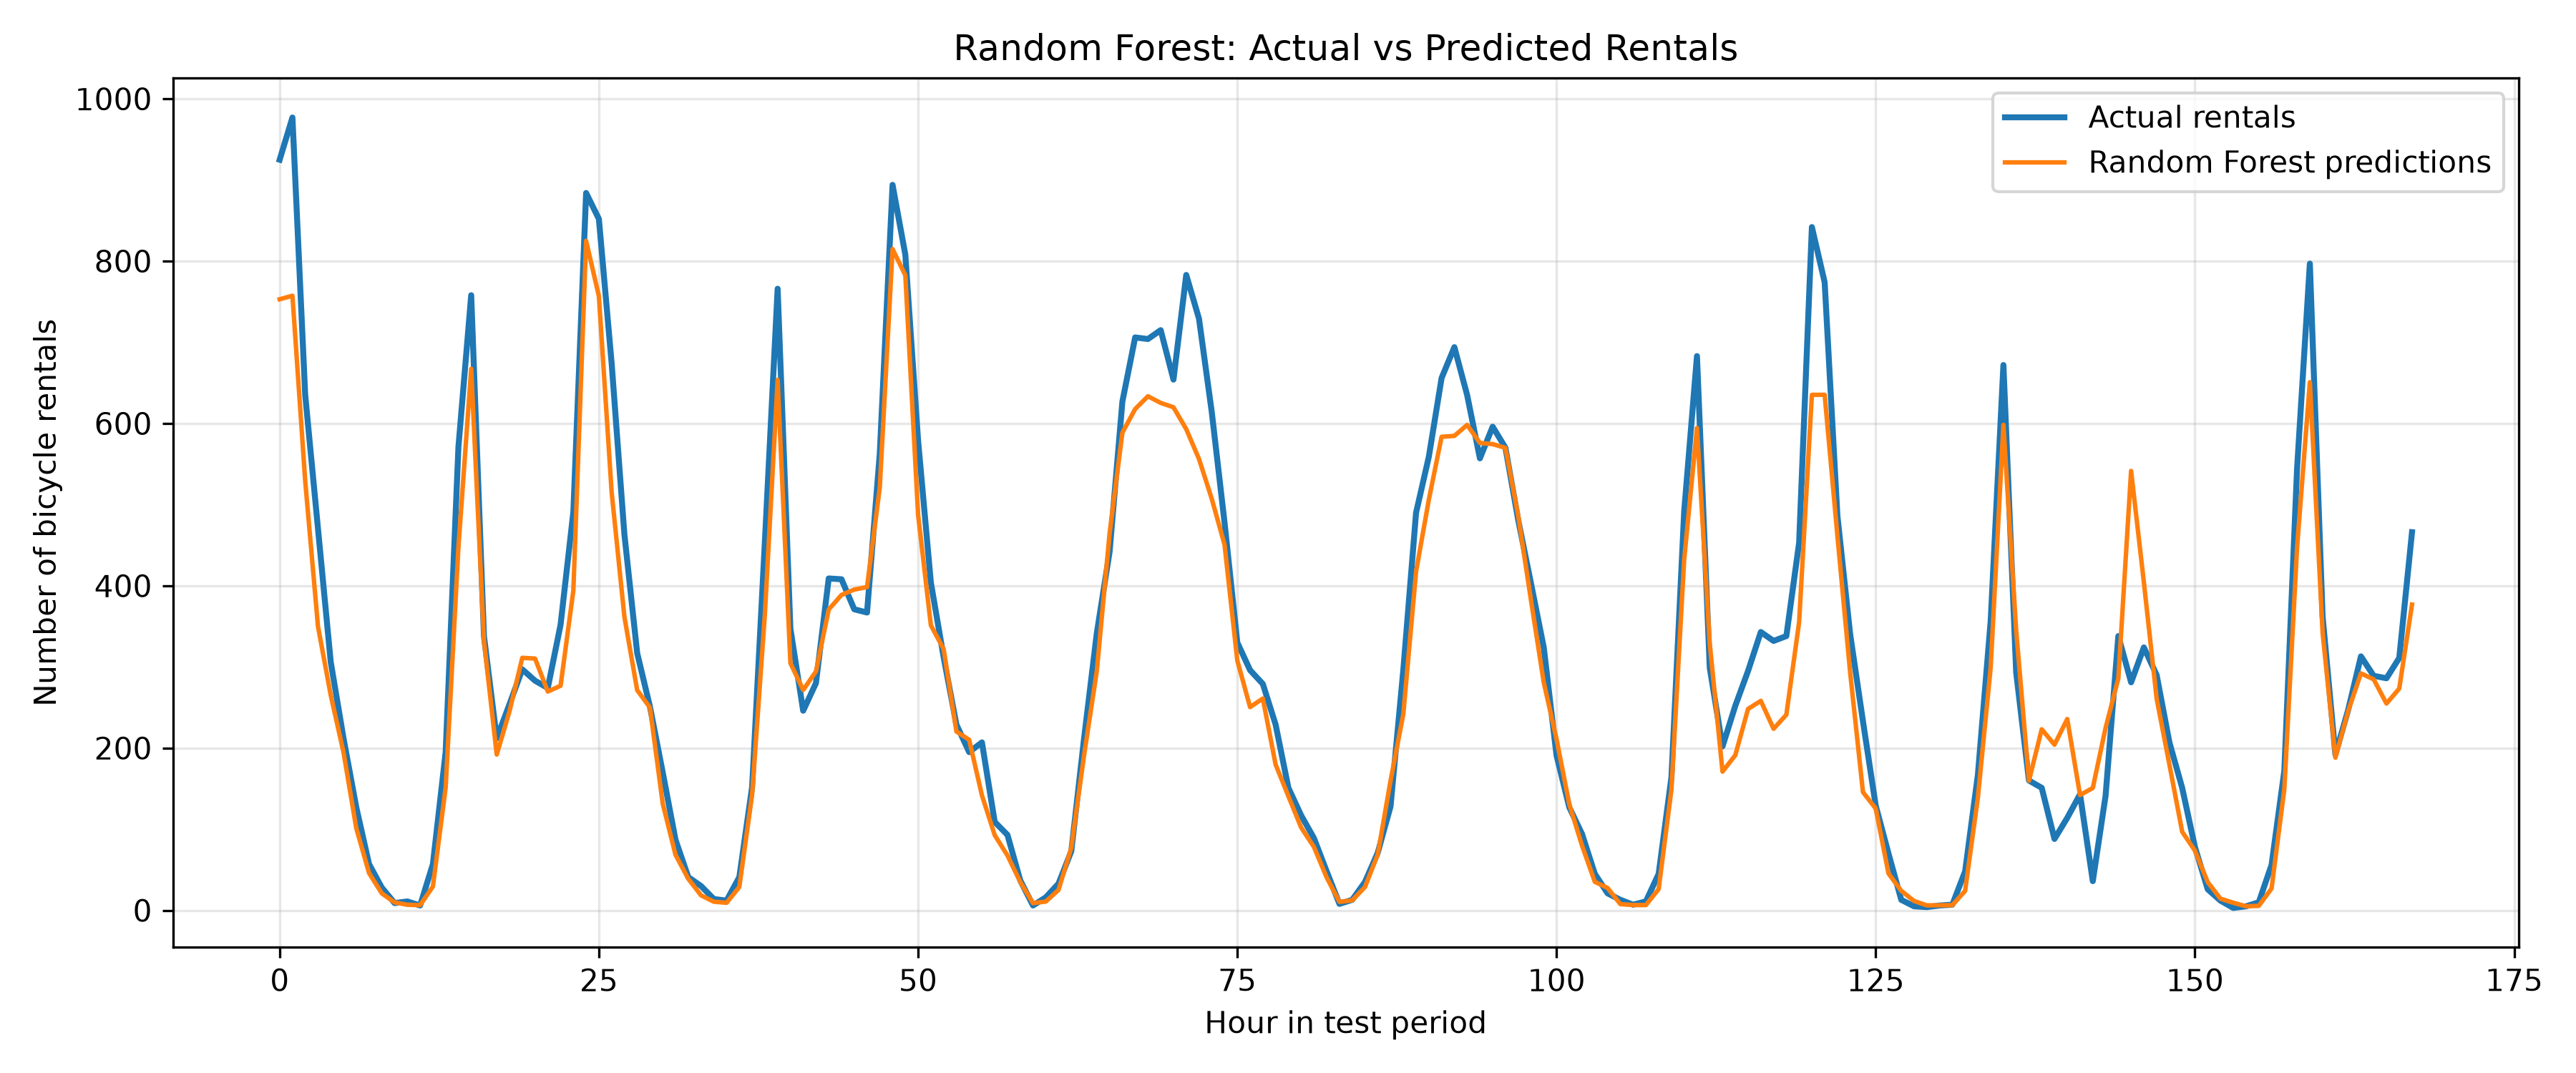 Random Forest: Actual vs Predicted Rentals
Actual rentals
Random Forest predictions
Number of bicycle rentals
1000
800
600
400
200
0
0 25 50 75 100 125 150 175
Hour in test period